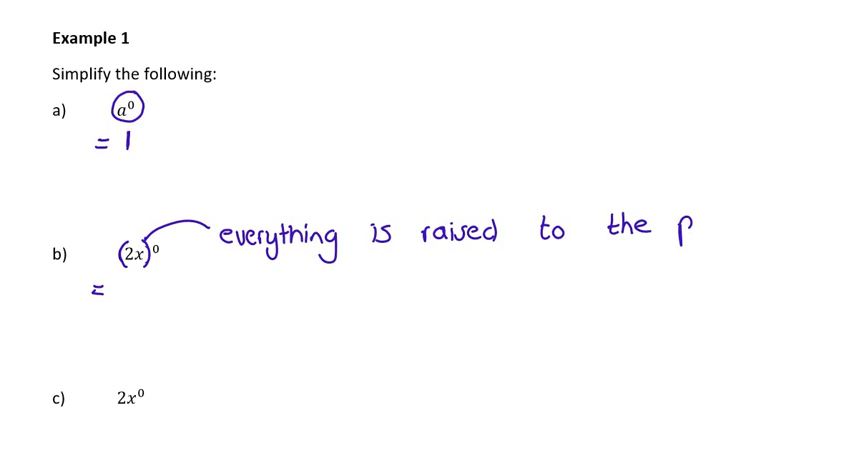 Example 1
Simplify the following:
a) a⁰
= 1
everything is raised to the p
b) (2x)⁰
=
c) 2x⁰